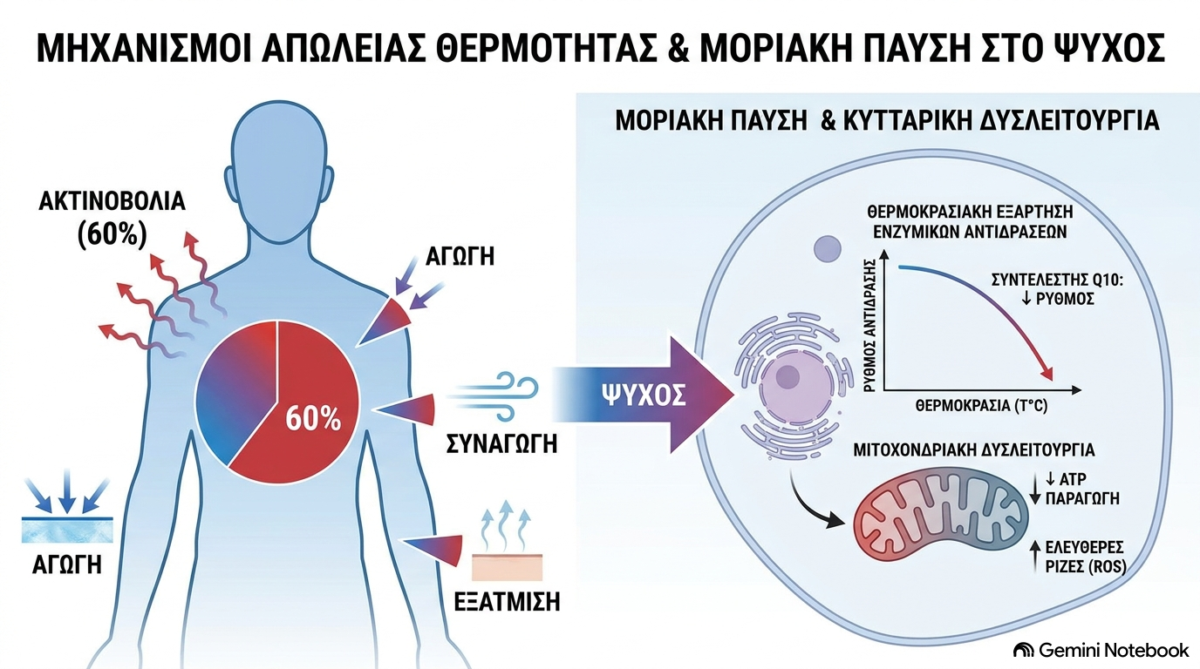 ΜΗΧΑΝΙΣΜΟΙ ΑΠΩΛΕΙΑΣ ΘΕΡΜΟΤΗΤΑΣ & ΜΟΡΙΑΚΗ ΠΑΥΣΗ ΣΤΟ ΨΥΧΟΣ
ΑΚΤΙΝΟΒΟΛΙΑ
(60%)
ΑΓΩΓΗ
60%
ΣΥΝΑΓΩΓΗ
ΑΓΩΓΗ
ΕΞΑΤΜΙΣΗ
ΨΥΧΟΣ
ΜΟΡΙΑΚΗ ΠΑΥΣΗ & ΚΥΤΤΑΡΙΚΗ ΔΥΣΛΕΙΤΟΥΡΓΙΑ
ΘΕΡΜΟΚΡΑΣΙΑΚΗ ΕΞΑΡΤΗΣΗ
ΕΝΖΥΜΙΚΩΝ ΑΝΤΙΔΡΑΣΕΩΝ
ΡΥΘΜΟΣ ΑΝΤΙΔΡΑΣΗΣ
ΣΥΝΤΕΛΕΣΤΗΣ Q10:
↓ ΡΥΘΜΟΣ
ΘΕΡΜΟΚΡΑΣΙΑ (T°C)
ΜΙΤΟΧΟΝΔΡΙΑΚΗ ΔΥΣΛΕΙΤΟΥΡΓΙΑ
↓ ATP
ΠΑΡΑΓΩΓΗ
ΕΛΕΥΘΕΡΕΣ
ΡΙΖΕΣ (ROS)
Gemini Notebook